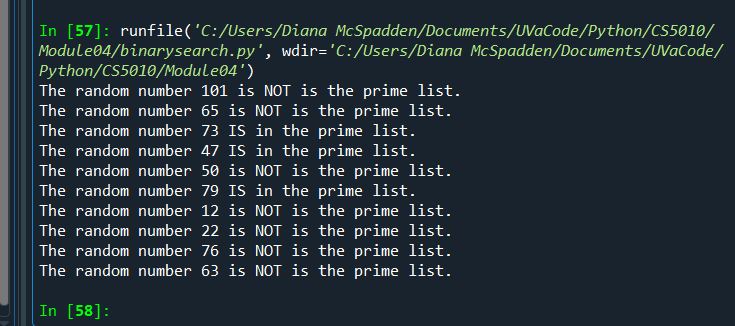 In [57]: runfile('C:/Users/Diana McSpadden/Documents/UVaCode/Python/CS5010/
Module04/binarysearch.py', wdir='C:/Users/Diana McSpadden/Documents/UVaCode/
Python/CS5010/Module04')
The random number 101 is NOT is the prime list.
The random number 65 is NOT is the prime list.
The random number 73 IS in the prime list.
The random number 47 IS in the prime list.
The random number 50 is NOT is the prime list.
The random number 79 IS in the prime list.
The random number 12 is NOT is the prime list.
The random number 22 is NOT is the prime list.
The random number 76 is NOT is the prime list.
The random number 63 is NOT is the prime list.
In [58]: